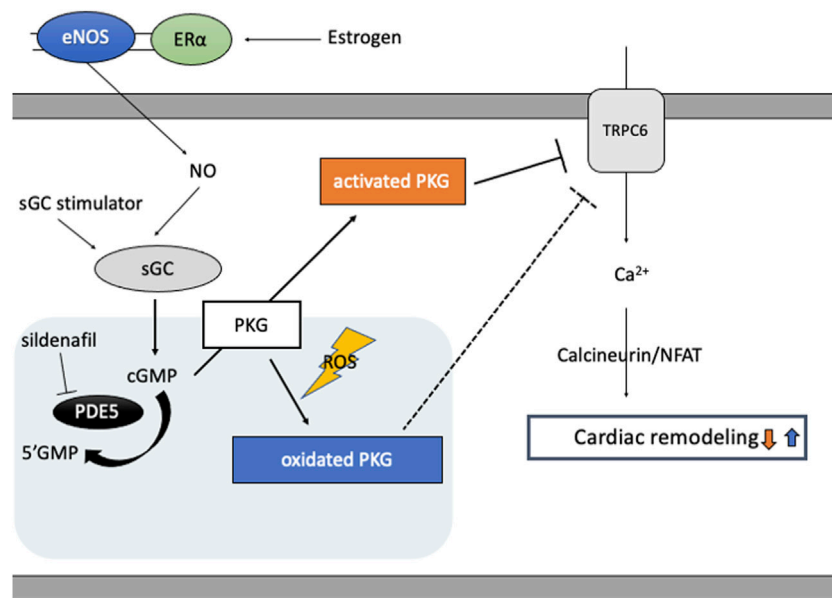 eNOS
ERα
Estrogen
TRPC6
NO
activated PKG
sGC stimulator
sGC
Ca²⁺
PKG
sildenafil
ROS
Calcineurin/NFAT
cGMP
PDE5
Cardiac remodeling
5’GMP
oxidated PKG